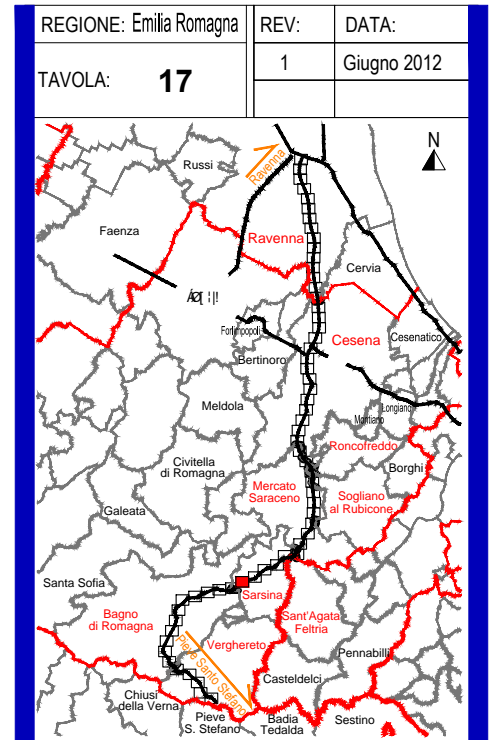 REGIONE: Emilia Romagna
REV:
DATA:
TAVOLA: 17
1
Giugno 2012
N
Russi
Ravenna
Faenza
Ravenna
Cervia
Forlimpopoli
Cesena
Cesenatico
Bertinoro
Meldola
Longiano
Montiano
Roncofreddo
Civitella
di Romagna
Borghi
Mercato
Saraceno
Sogliano
al Rubicone
Galeata
Santa Sofia
Sarsina
Bagno
di Romagna
Sant'Agata
Feltria
Verghereto
Pieve Santo Stefano
Pennabilli
Casteldelci
Chiusi
della Verna
Pieve
S. Stefano
Badia
Tedalda
Sestino